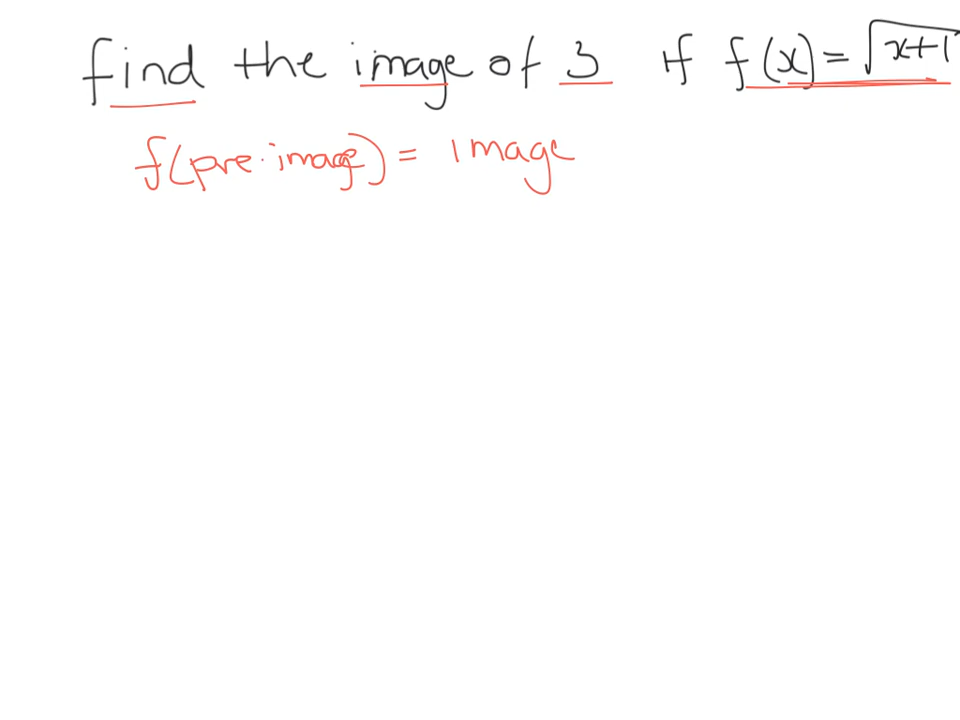 find the image of 3 if f(x)=√x+1
f(pre-image) = image